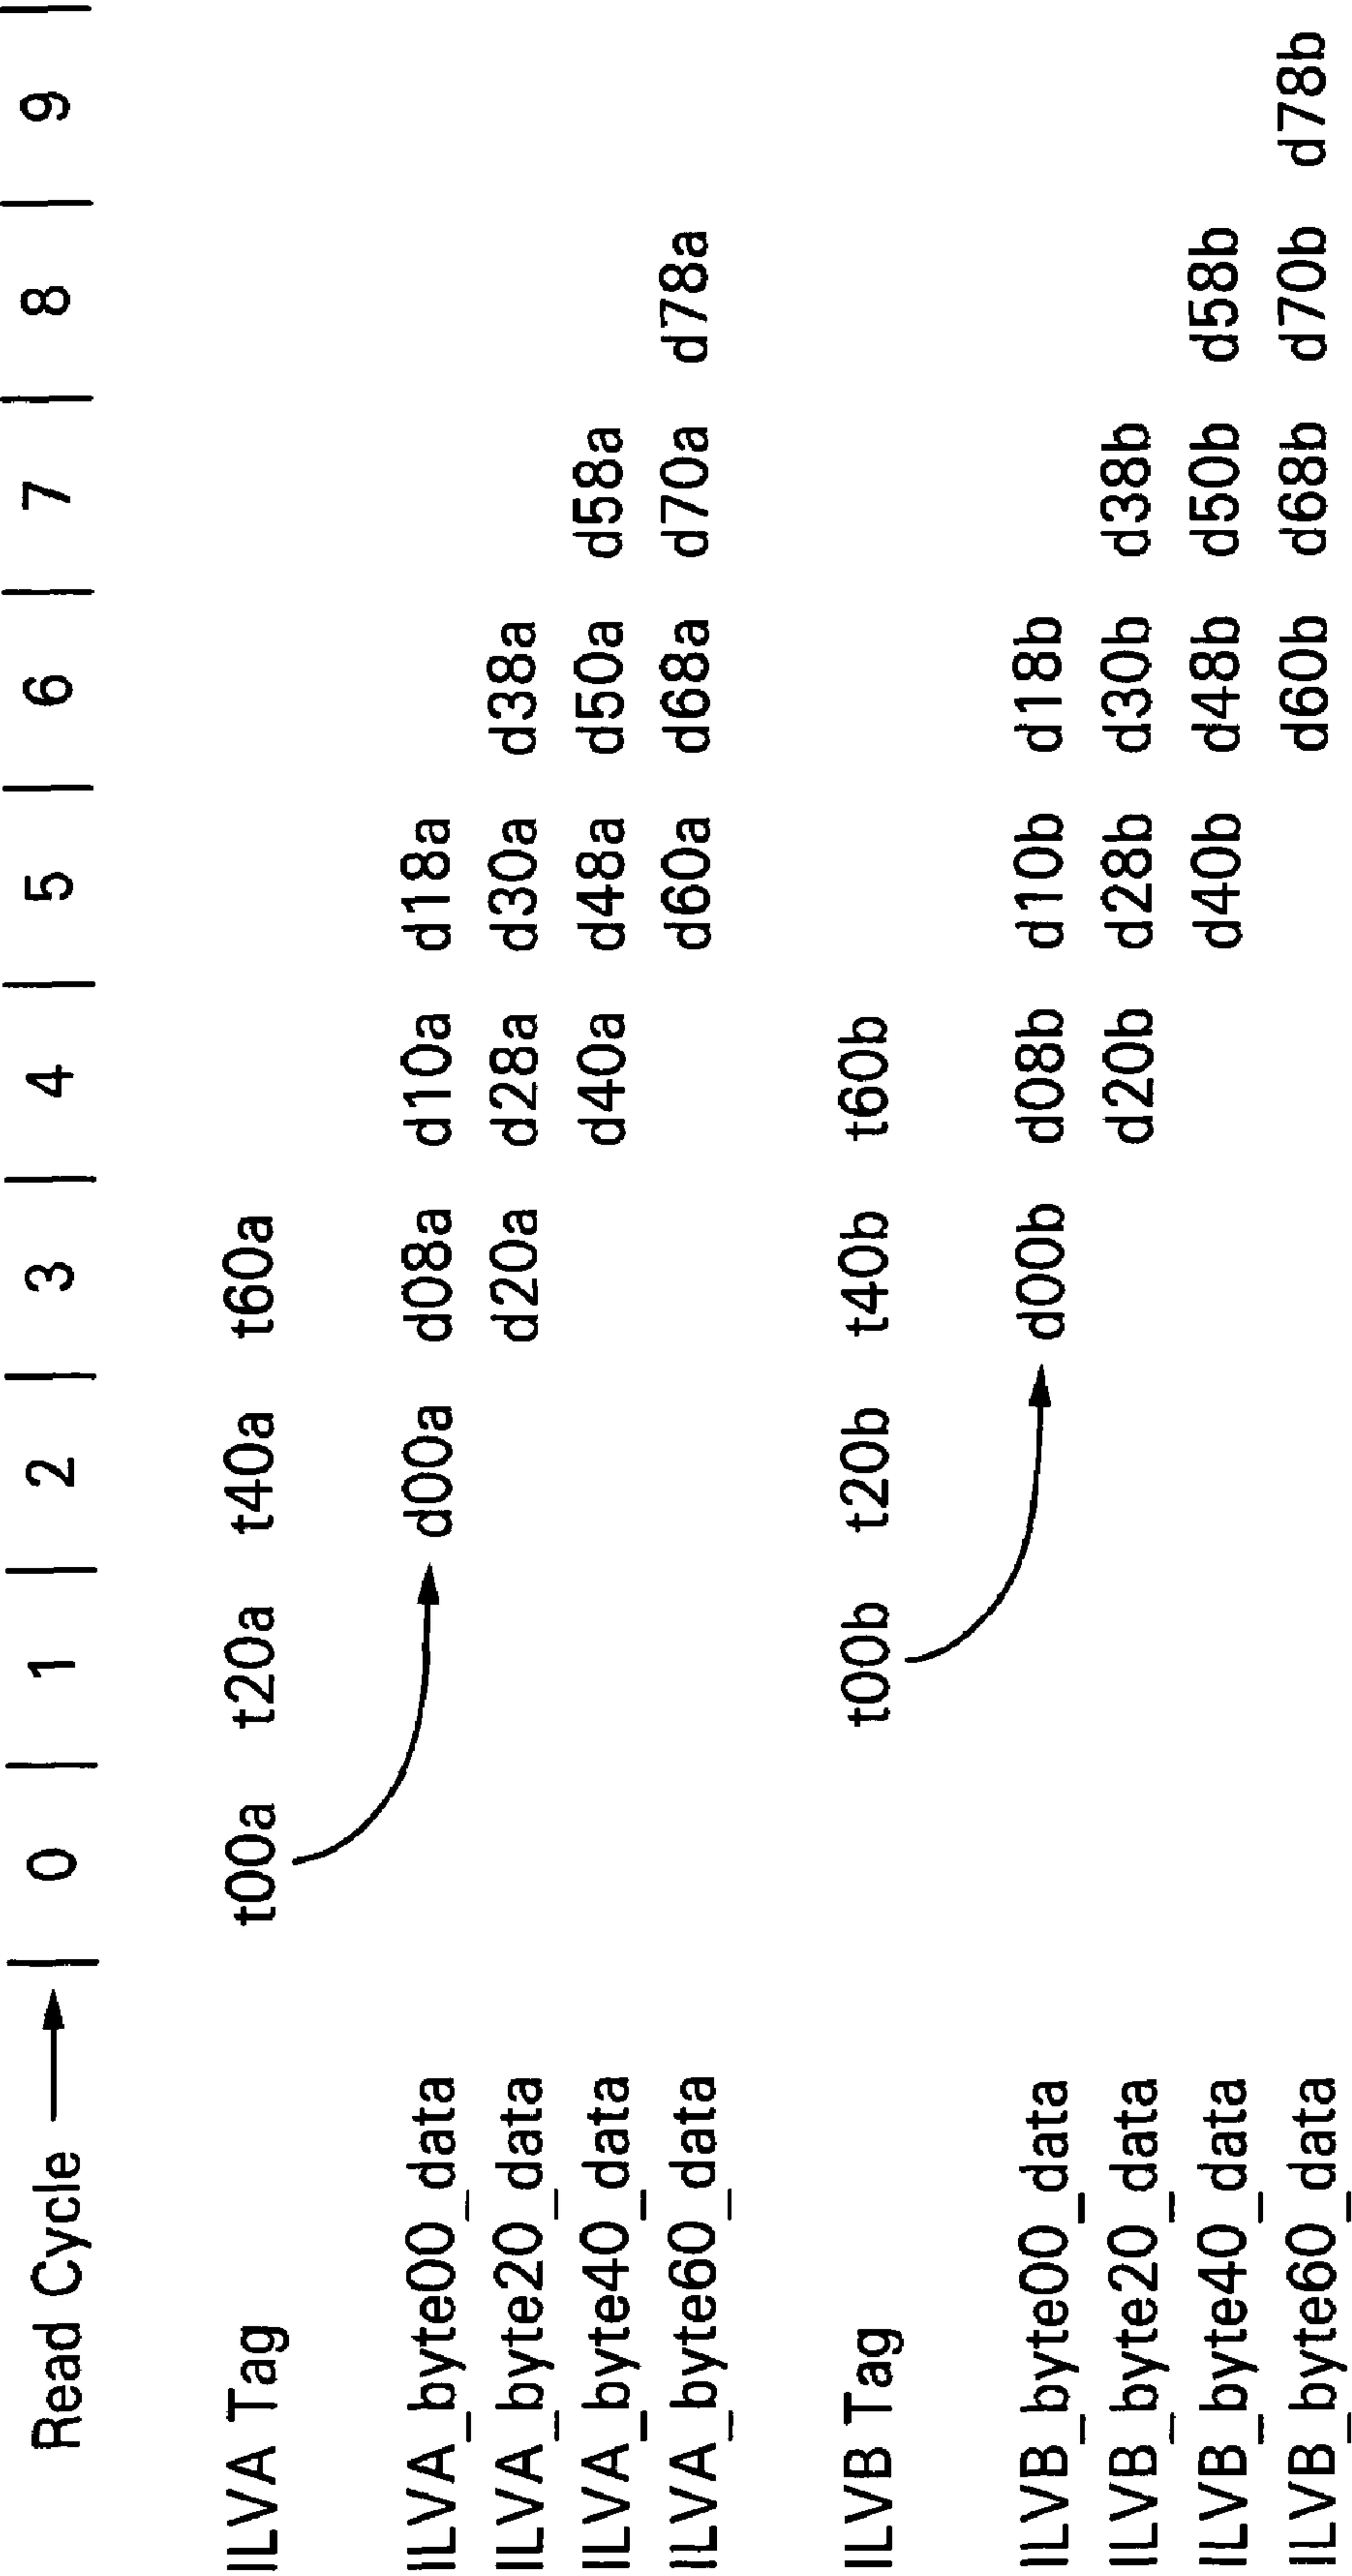 Read Cycle | 0 | 1 | 2 | 3 | 4 | 5 | 6 | 7 | 8 | 9 |
ILVA Tag t00a t20a t40a t60a
ILVA_byte00_data d00a d08a d10a d18a
ILVA_byte20_data d20a d28a d30a d38a
ILVA_byte40_data d40a d48a d50a d58a
ILVA_byte60_data d60a d68a d70a d78a
ILVB Tag t00b t20b t40b t60b
ILVB_byte00_data d00b d08b d10b d18b
ILVB_byte20_data d20b d28b d30b d38b
ILVB_byte40_data d40b d48b d50b d58b
ILVB_byte60_data d60b d68b d70b d78b